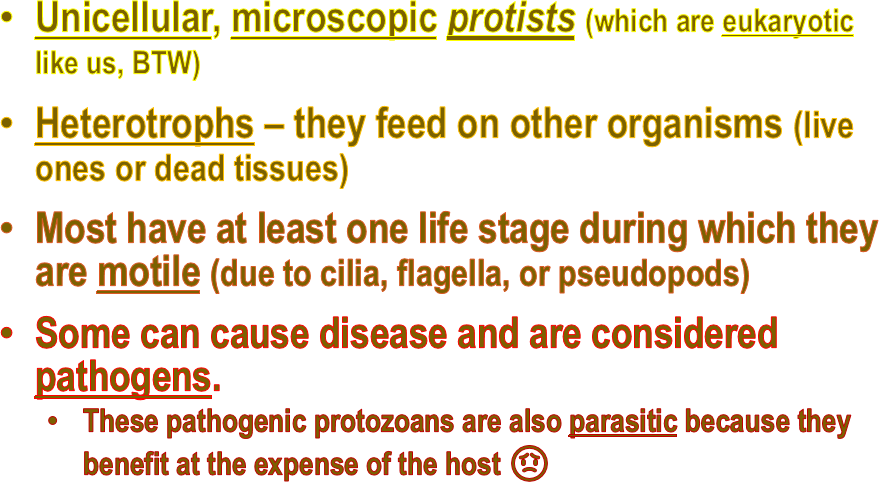 • Unicellular, microscopic protists (which are eukaryotic
like us, BTW)
• Heterotrophs – they feed on other organisms (live
ones or dead tissues)
• Most have at least one life stage during which they
are motile (due to cilia, flagella, or pseudopods)
• Some can cause disease and are considered
pathogens.
• These pathogenic protozoans are also parasitic because they
benefit at the expense of the host